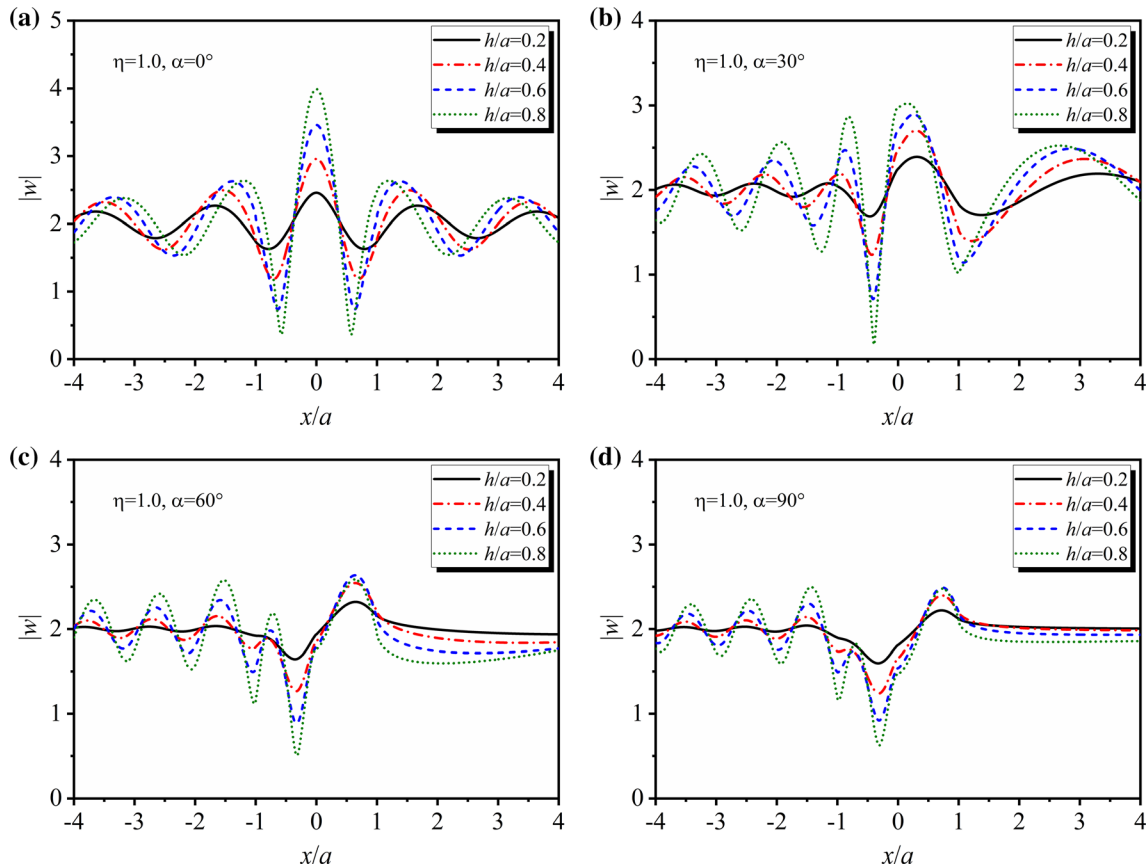 (a)
5
4
3
2
1
0
|w|
η=1.0, α=0°
h/a=0.2
h/a=0.4
h/a=0.6
h/a=0.8
-4 -3 -2 -1 0 1 2 3 4
x/a
(b)
4
3
2
1
0
|w|
η=1.0, α=30°
h/a=0.2
h/a=0.4
h/a=0.6
h/a=0.8
-4 -3 -2 -1 0 1 2 3 4
x/a
(c)
4
3
2
1
0
|w|
η=1.0, α=60°
h/a=0.2
h/a=0.4
h/a=0.6
h/a=0.8
-4 -3 -2 -1 0 1 2 3 4
x/a
(d)
4
3
2
1
0
|w|
η=1.0, α=90°
h/a=0.2
h/a=0.4
h/a=0.6
h/a=0.8
-4 -3 -2 -1 0 1 2 3 4
x/a